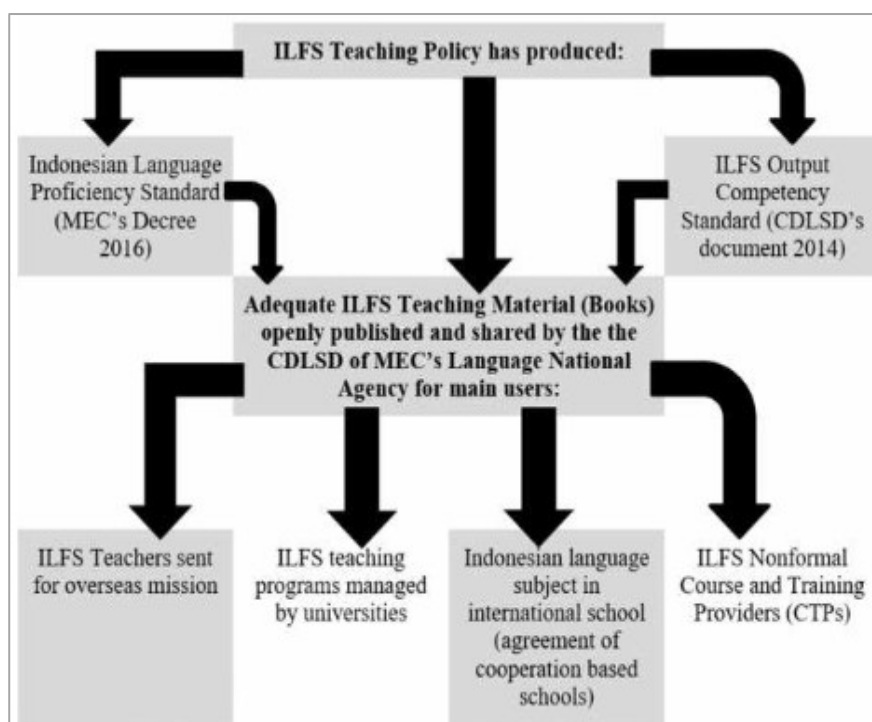 ILFS Teaching Policy has produced:
Indonesian Language
Proficiency Standard
(MEC's Decree
2016)
ILFS Output
Competency
Standard (CDLSD's
document 2014)
Adequate ILFS Teaching Material (Books)
openly published and shared by the the
CDLSD of MEC's Language National
Agency for main users:
ILFS Teachers sent
for overseas mission
ILFS teaching
programs managed
by universities
Indonesian language
subject in
international school
(agreement of
cooperation based
schools)
ILFS Nonformal
Course and Training
Providers (CTPs)